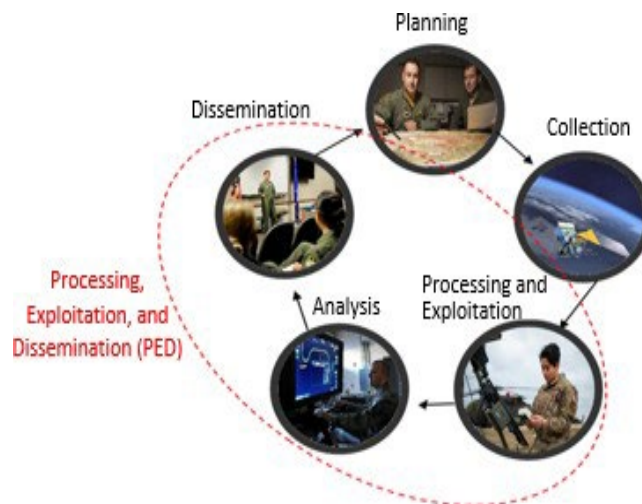 Planning
Dissemination
Collection
Processing and
Exploitation
Processing,
Exploitation, and
Dissemination (PED)
Analysis